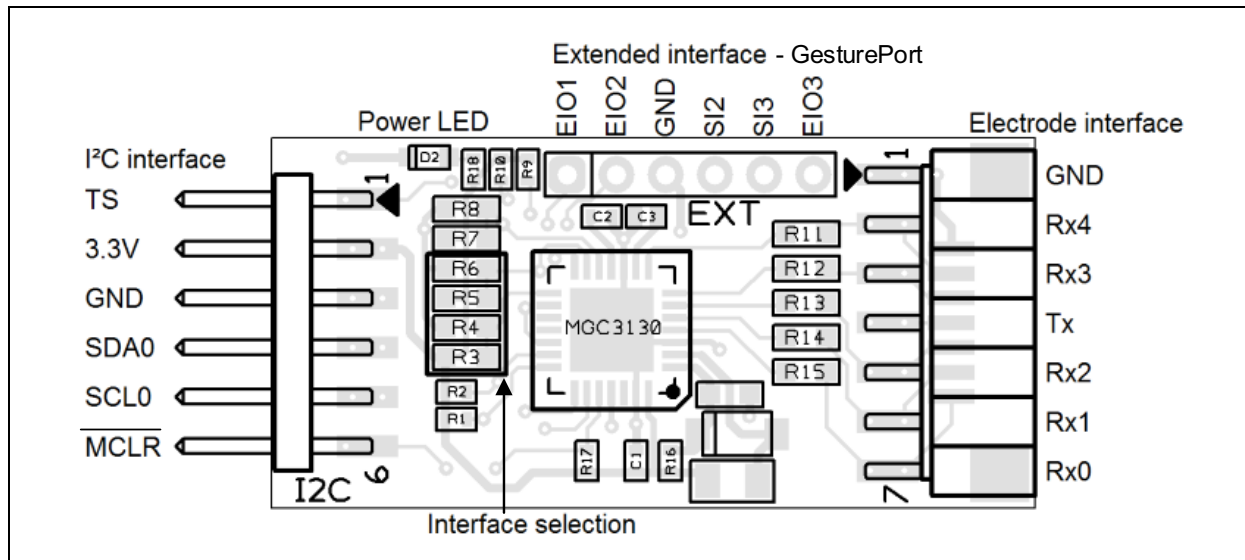 Extended interface - GesturePort
EIO1
EIO2
GND
SI2
SI3
EIO3
Power LED
Electrode interface
I²C interface
TS
3.3V
GND
SDA0
SCL0
MCLR
1
6
I2C
D2
R18
R10
R9
R8
R7
R6
R5
R4
R3
R2
R1
C2
C3
EXT
MGC3130
R11
R12
R13
R14
R15
R17
C1
R16
1
7
GND
Rx4
Rx3
Tx
Rx2
Rx1
Rx0
Interface selection